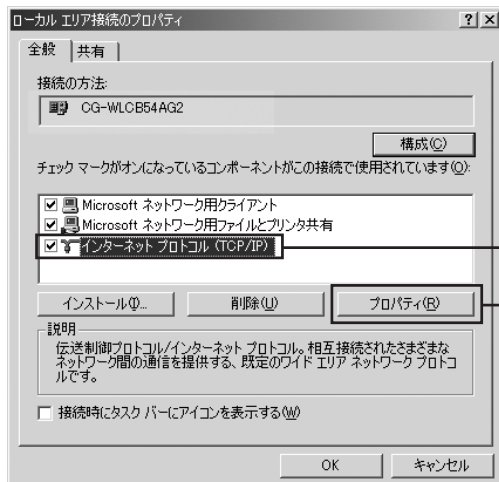 ローカル エリア接続のプロパティ
全般 共有
接続の方法:
CG-WLCB54AG2
構成(C)
チェック マークがオンになっているコンポーネントがこの接続で使用されています(O):
Microsoft ネットワーク用クライアント
Microsoft ネットワーク用ファイルとプリンタ共有
インターネット プロトコル (TCP/IP)
インストール(I)... 削除(U) プロパティ(R)
説明
伝送制御プロトコル/インターネット プロトコル。相互接続されたさまざまな
ネットワーク間の通信を提供する、既定のワイド エリア ネットワーク プロトコ
ルです。
接続時にタスク バーにアイコンを表示する(W)
OK キャンセル